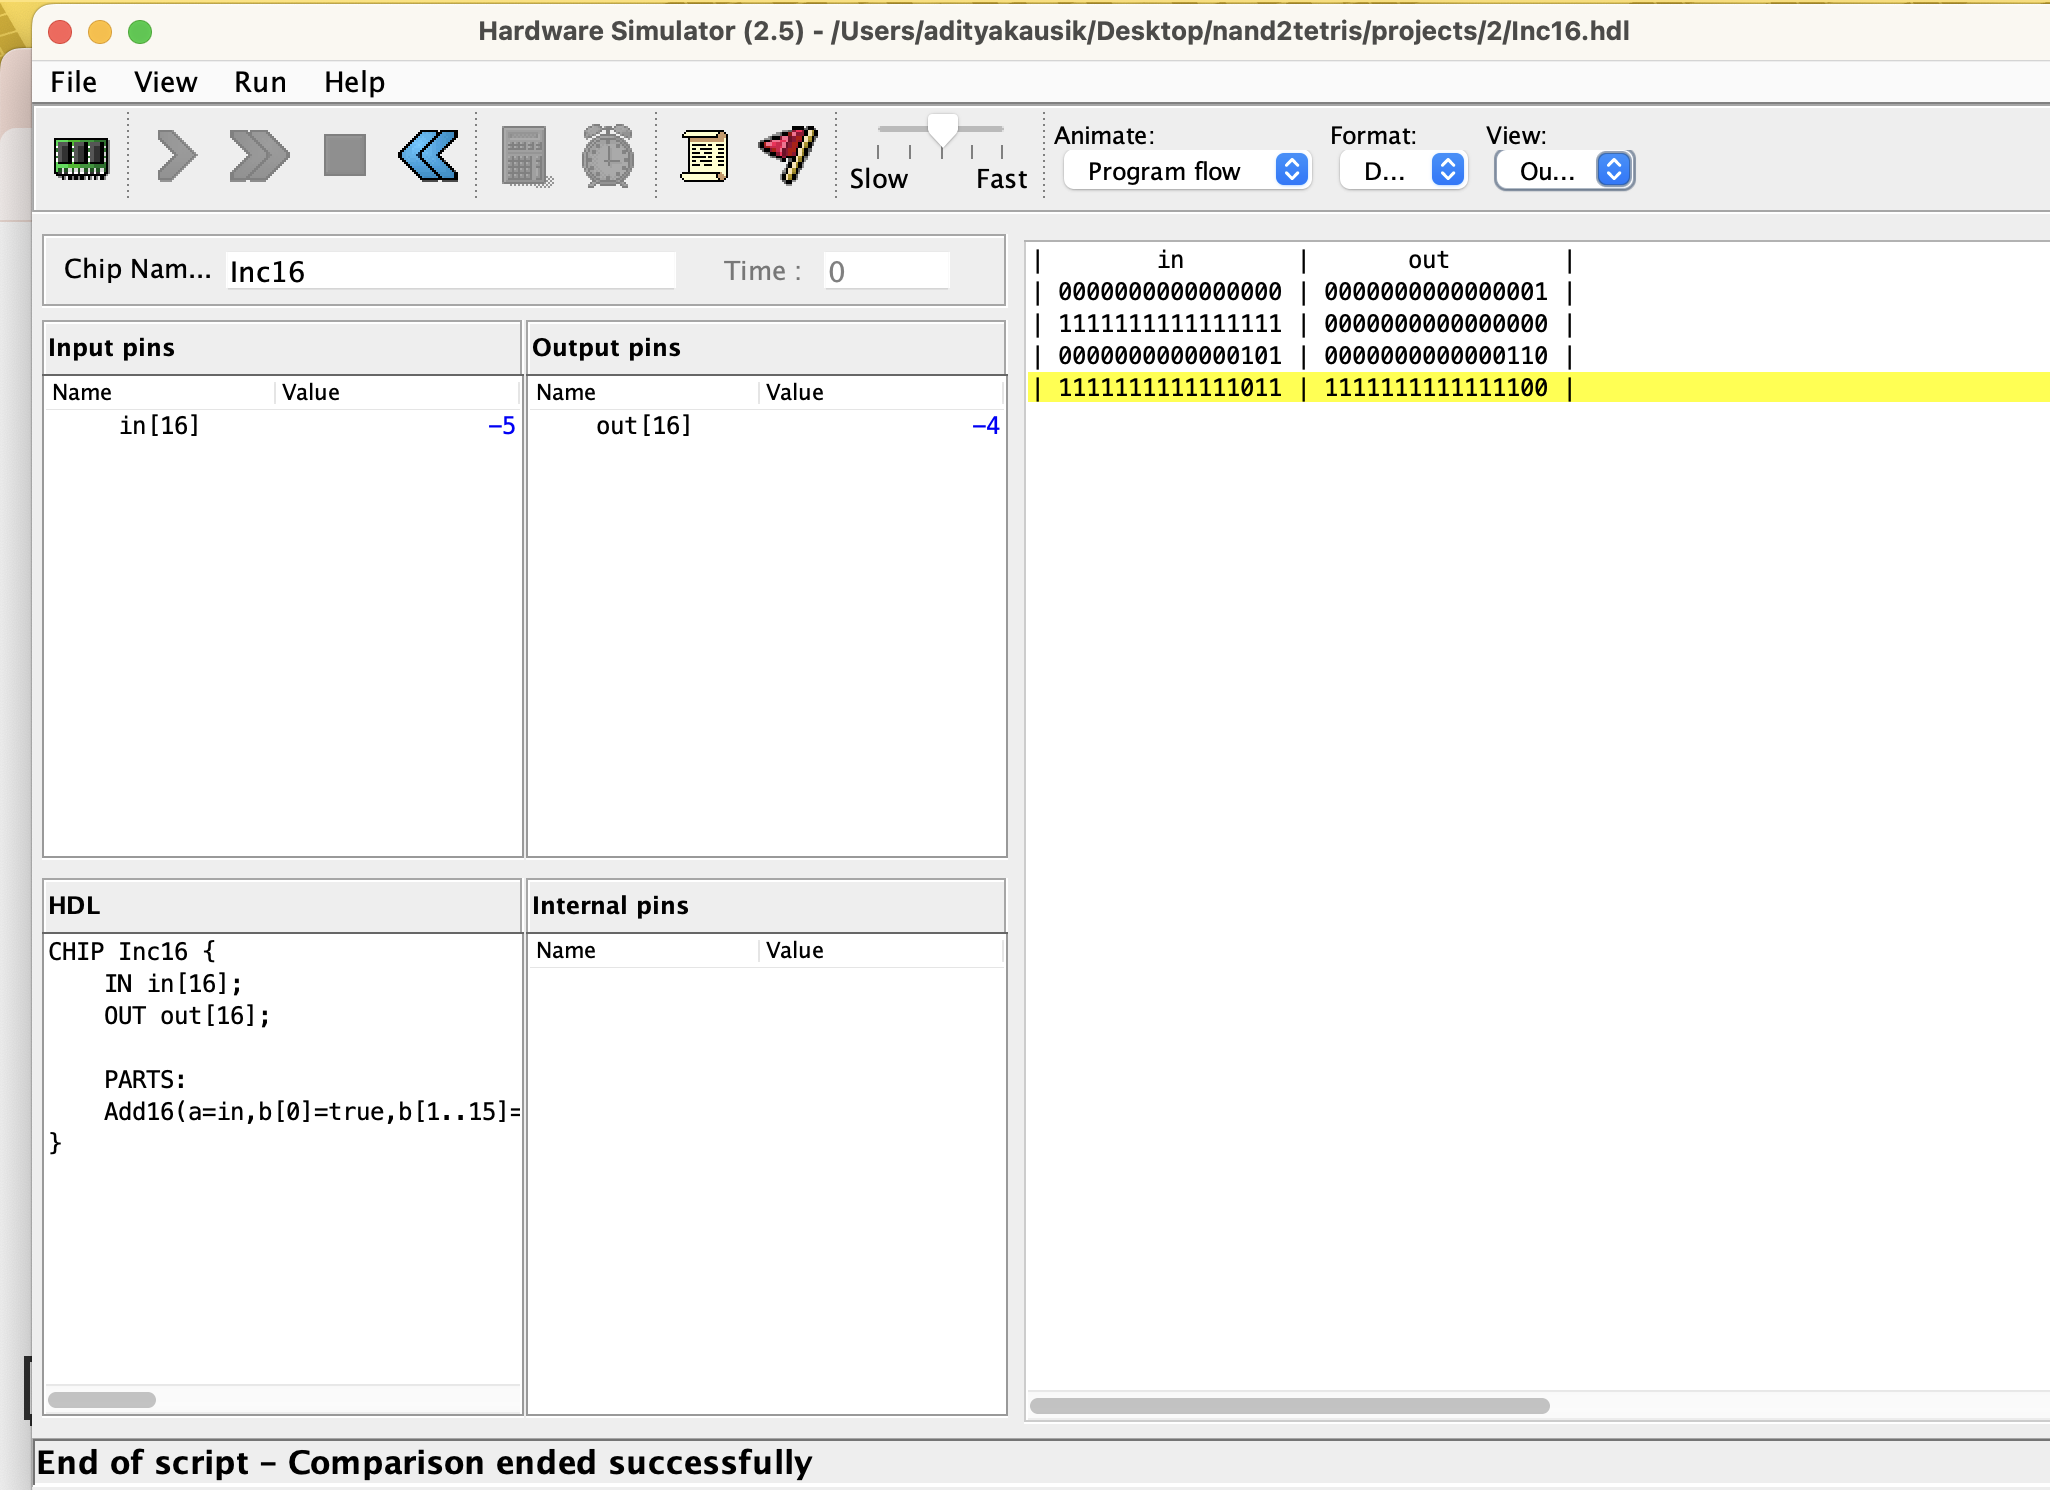 Hardware Simulator (2.5) - /Users/adityakausik/Desktop/nand2tetris/projects/2/Inc16.hdl
File View Run Help
Animate: Format: View:
Slow Fast Program flow D... Ou...
Chip Nam... Inc16 Time : 0
Input pins
Name Value
in[16] -5
Output pins
Name Value
out[16] -4
HDL
CHIP Inc16 {
IN in[16];
OUT out[16];
PARTS:
Add16(a=in,b[0]=true,b[1..15]=
}
Internal pins
Name Value
| in | out |
| 0000000000000000 | 0000000000000001 |
| 1111111111111111 | 0000000000000000 |
| 0000000000000101 | 0000000000000110 |
| 1111111111111011 | 1111111111111100 |
End of script - Comparison ended successfully